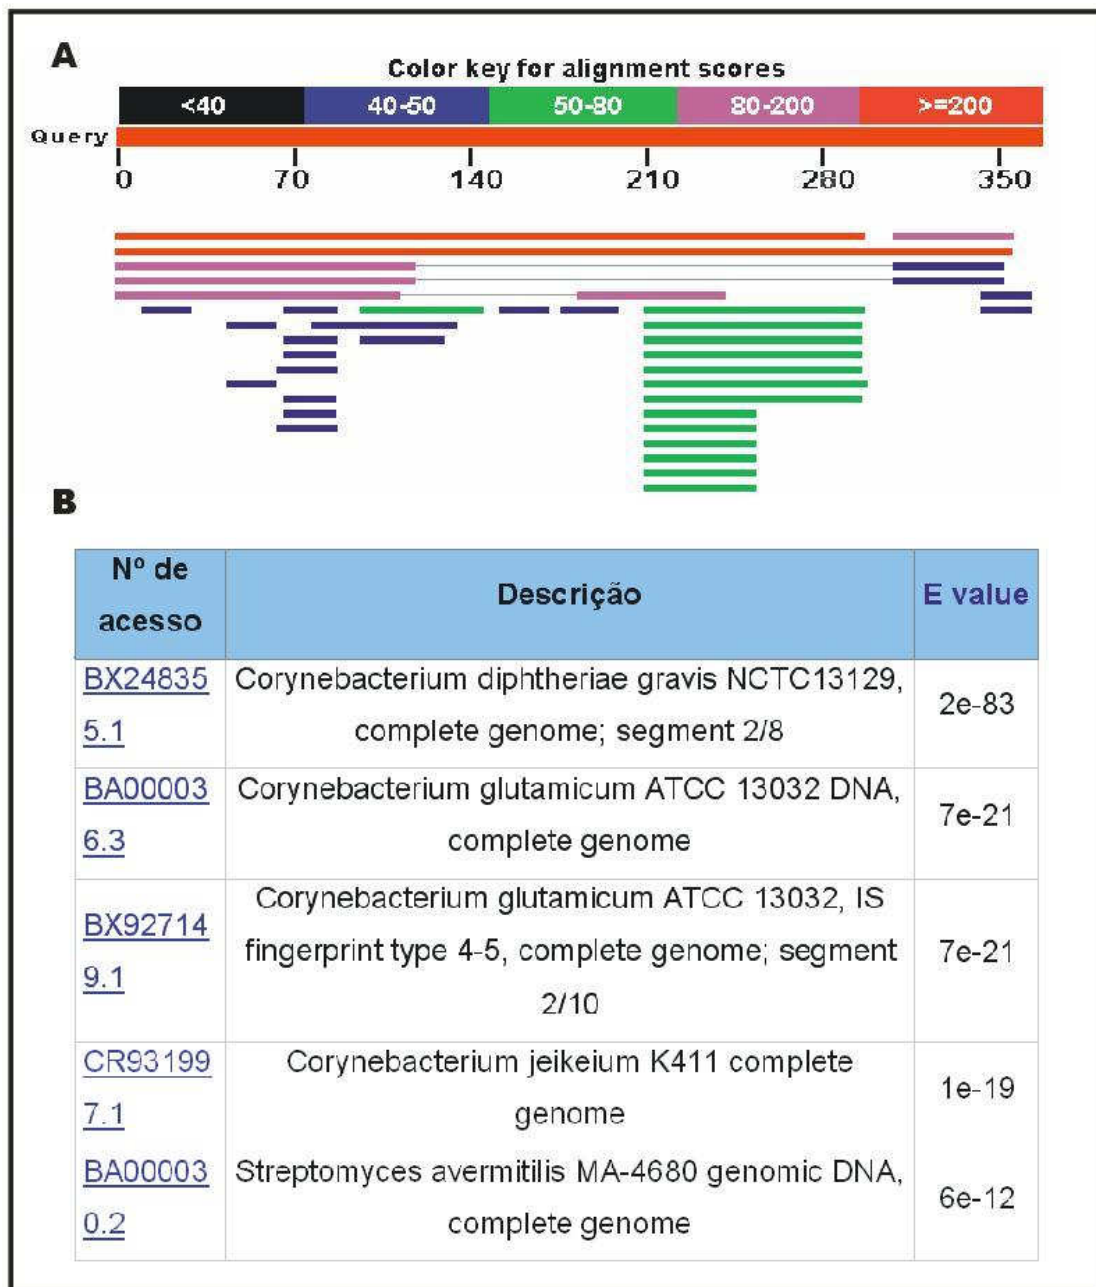 A
Color key for alignment scores
<40 40-50 50-80 80-200 >=200
Query
0 70 140 210 280 350
B
Nº de
acesso
Descrição
E value
BX24835
5.1
Corynebacterium diphtheriae gravis NCTC13129,
complete genome; segment 2/8
2e-83
BA00003
6.3
Corynebacterium glutamicum ATCC 13032 DNA,
complete genome
7e-21
BX92714
9.1
Corynebacterium glutamicum ATCC 13032, IS
fingerprint type 4-5, complete genome; segment
2/10
7e-21
CR93199
7.1
Corynebacterium jeikeium K411 complete
genome
1e-19
BA00003
0.2
Streptomyces avermitilis MA-4680 genomic DNA,
complete genome
6e-12